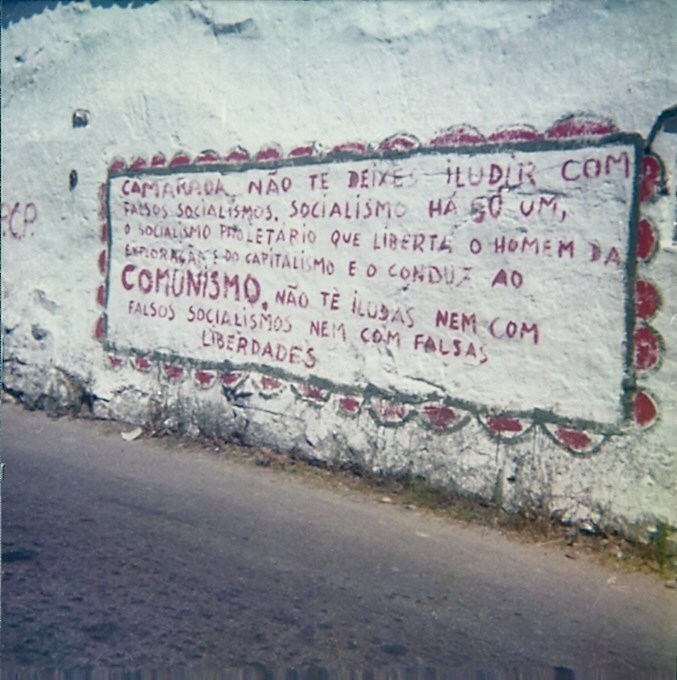 CAMARADA NÃO TE DEIXES ILUDIR COM
FALSOS SOCIALISMOS. SOCIALISMO HÁ SÓ UM,
O SOCIALISMO PROLETÁRIO QUE LIBERTA O HOMEM DA
EXPLORAÇÃO E DO CAPITALISMO E O CONDUZ AO
COMUNISMO. NÃO TE ILUDAS NEM COM
FALSOS SOCIALISMOS NEM COM FALSAS
LIBERDADES
P.C.P.